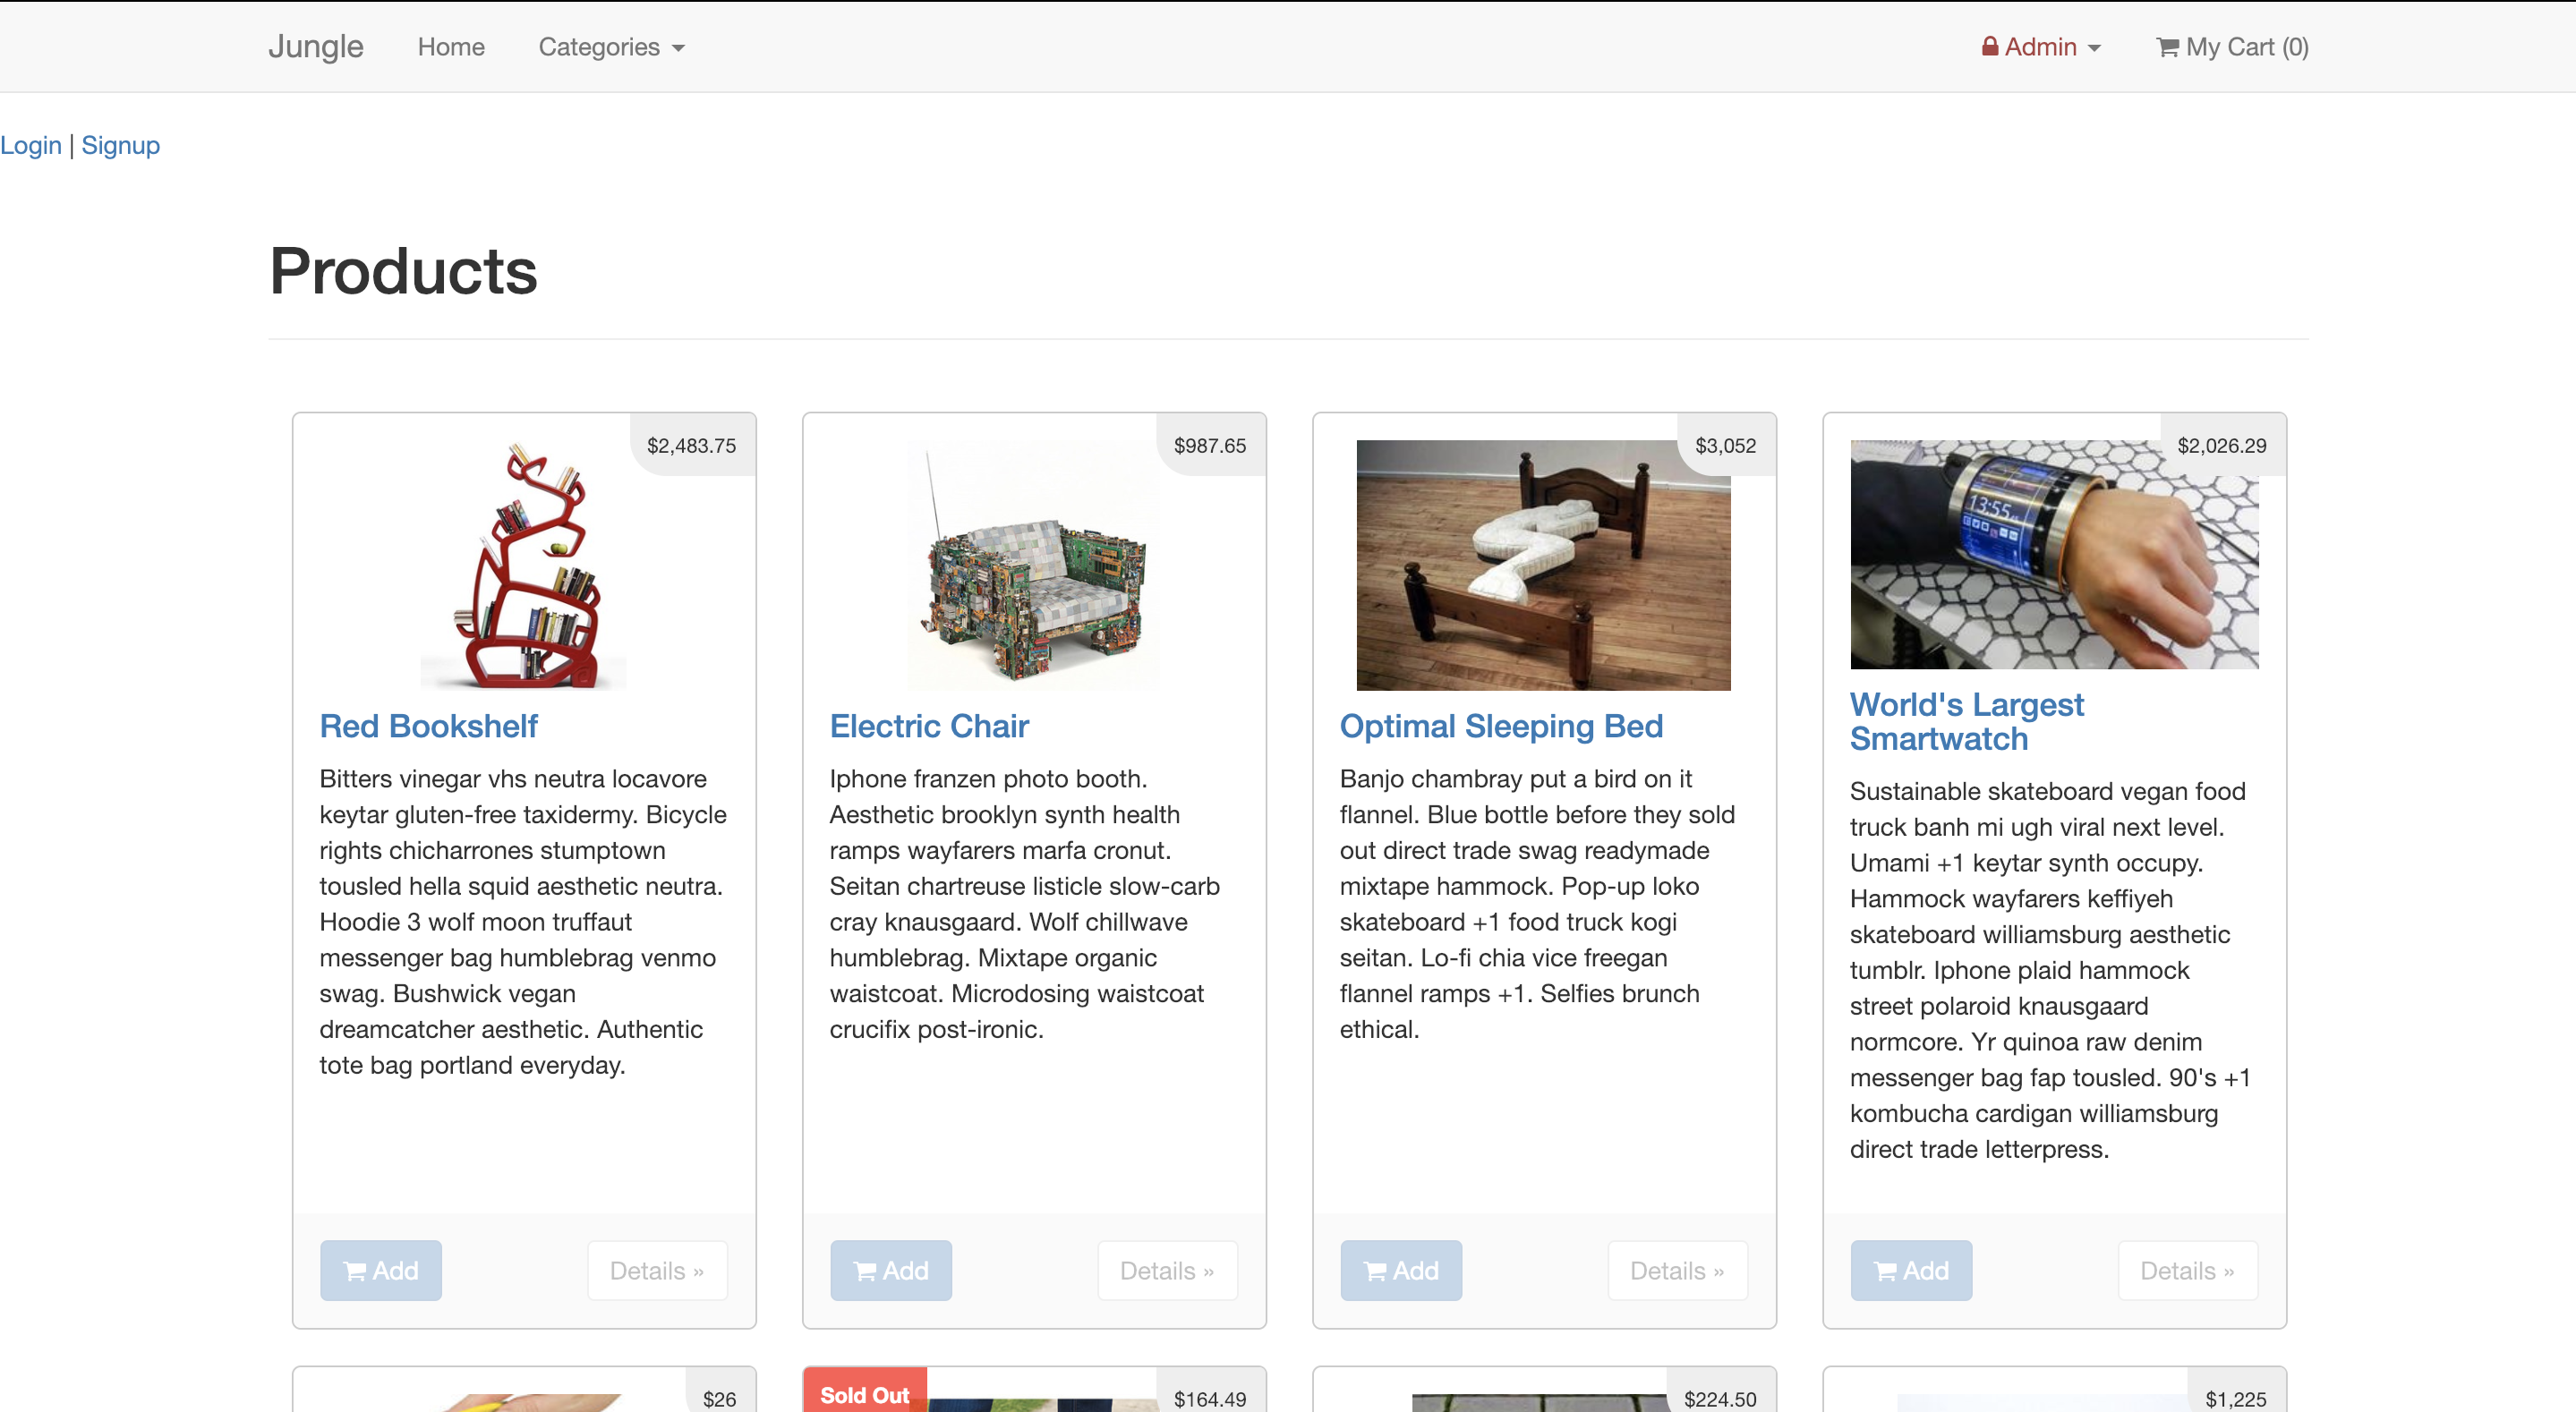 Jungle Home Categories Admin My Cart (0)
Login | Signup
Products
$2,483.75
Red Bookshelf
Bitters vinegar vhs neutra locavore
keytar gluten-free taxidermy. Bicycle
rights chicharrones stumptown
tousled hella squid aesthetic neutra.
Hoodie 3 wolf moon truffaut
messenger bag humblebrag venmo
swag. Bushwick vegan
dreamcatcher aesthetic. Authentic
tote bag portland everyday.
Add Details »
$987.65
Electric Chair
Iphone franzen photo booth.
Aesthetic brooklyn synth health
ramps wayfarers marfa cronut.
Seitan chartreuse listicle slow-carb
cray knausgaard. Wolf chillwave
humblebrag. Mixtape organic
waistcoat. Microdosing waistcoat
crucifix post-ironic.
Add Details »
$3,052
Optimal Sleeping Bed
Banjo chambray put a bird on it
flannel. Blue bottle before they sold
out direct trade swag readymade
mixtape hammock. Pop-up loko
skateboard +1 food truck kogi
seitan. Lo-fi chia vice freegan
flannel ramps +1. Selfies brunch
ethical.
Add Details »
$2,026.29
13:55
World's Largest
Smartwatch
Sustainable skateboard vegan food
truck banh mi ugh viral next level.
Umami +1 keytar synth occupy.
Hammock wayfarers keffiyeh
skateboard williamsburg aesthetic
tumblr. Iphone plaid hammock
street polaroid knausgaard
normcore. Yr quinoa raw denim
messenger bag fap tousled. 90's +1
kombucha cardigan williamsburg
direct trade letterpress.
Add Details »
$26
Sold Out $164.49
$224.50
$1,225